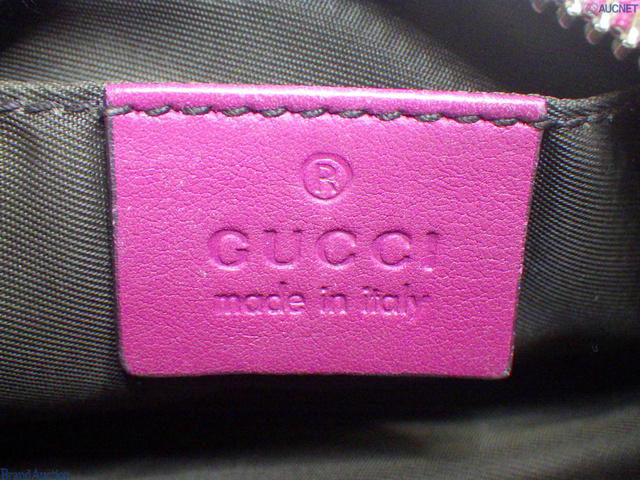 AUCNET
®
GUCCI
made in italy
Brand Auction